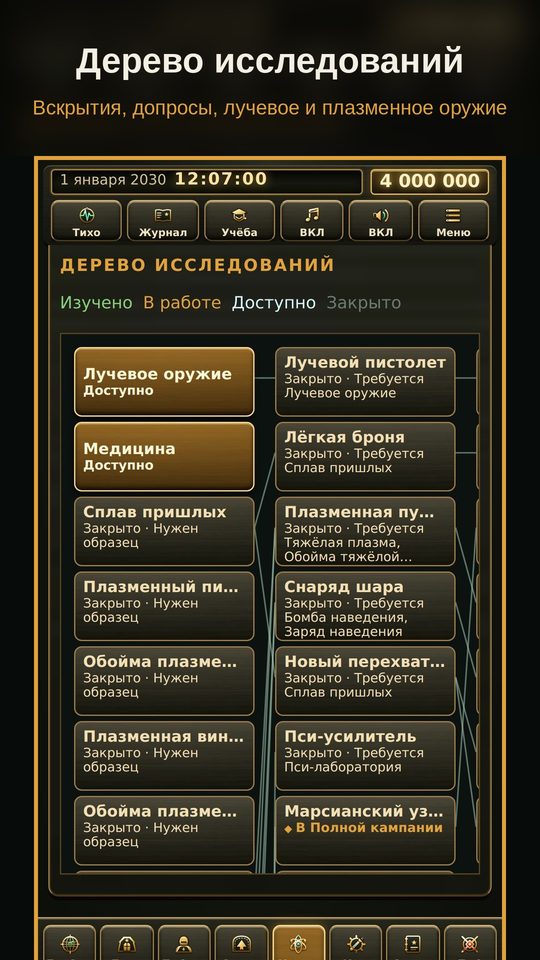 Дерево исследований
Вскрытия, допросы, лучевое и плазменное оружие
1 января 2030 12:07:00
4 000 000
Тихо
Журнал
Учёба
ВКЛ
ВКЛ
Меню
ДЕРЕВО ИССЛЕДОВАНИЙ
Изучено В работе Доступно Закрыто
Лучевое оружие
Доступно
Лучевой пистолет
Закрыто · Требуется
Лучевое оружие
Медицина
Доступно
Лёгкая броня
Закрыто · Требуется
Сплав пришлых
Сплав пришлых
Закрыто · Нужен
образец
Плазменная пу...
Закрыто · Требуется
Тяжёлая плазма,
Обойма тяжёлой...
Плазменный пи...
Закрыто · Нужен
образец
Снаряд шара
Закрыто · Требуется
Бомба наведения,
Заряд наведения
Обойма плазме...
Закрыто · Нужен
образец
Новый перехват...
Закрыто · Требуется
Сплав пришлых
Плазменная вин...
Закрыто · Нужен
образец
Пси-усилитель
Закрыто · Требуется
Пси-лаборатория
Обойма плазме...
Закрыто · Нужен
образец
Марсианский уз...
◆ В Полной кампании